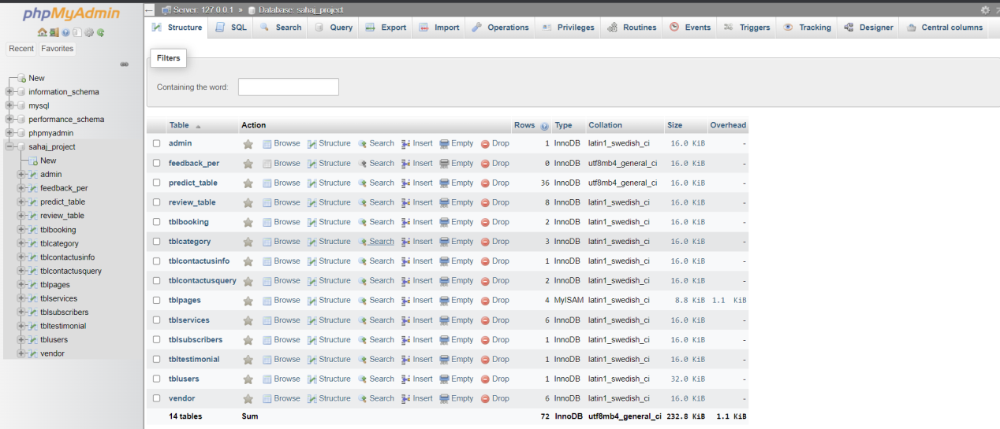 phpMyAdmin
Recent Favorites
New
information_schema
mysql
performance_schema
phpmyadmin
sahaj_project
New
admin
feedback_per
predict_table
review_table
tblbooking
tblcategory
tblcontactusinfo
tblcontactusquery
tblpages
tblservices
tblsubscribers
tbltestimonial
tblusers
vendor
Server: 127.0.0.1 » Database: sahaj_project
Structure SQL Search Query Export Import Operations Privileges Routines Events Triggers Tracking Designer Central columns
Filters
Containing the word:
Table Action Rows Type Collation Size Overhead
admin Browse Structure Search Insert Empty Drop 1 InnoDB latin1_swedish_ci 16.0 KiB -
feedback_per Browse Structure Search Insert Empty Drop 0 InnoDB utf8mb4_general_ci 16.0 KiB -
predict_table Browse Structure Search Insert Empty Drop 36 InnoDB utf8mb4_general_ci 16.0 KiB -
review_table Browse Structure Search Insert Empty Drop 8 InnoDB latin1_swedish_ci 16.0 KiB -
tblbooking Browse Structure Search Insert Empty Drop 2 InnoDB latin1_swedish_ci 16.0 KiB -
tblcategory Browse Structure Search Insert Empty Drop 3 InnoDB latin1_swedish_ci 16.0 KiB -
tblcontactusinfo Browse Structure Search Insert Empty Drop 1 InnoDB latin1_swedish_ci 16.0 KiB -
tblcontactusquery Browse Structure Search Insert Empty Drop 2 InnoDB latin1_swedish_ci 16.0 KiB -
tblpages Browse Structure Search Insert Empty Drop 4 MyISAM latin1_swedish_ci 8.8 KiB 1.1 KiB
tblservices Browse Structure Search Insert Empty Drop 6 InnoDB latin1_swedish_ci 16.0 KiB -
tblsubscribers Browse Structure Search Insert Empty Drop 1 InnoDB latin1_swedish_ci 16.0 KiB -
tbltestimonial Browse Structure Search Insert Empty Drop 1 InnoDB latin1_swedish_ci 16.0 KiB -
tblusers Browse Structure Search Insert Empty Drop 1 InnoDB latin1_swedish_ci 32.0 KiB -
vendor Browse Structure Search Insert Empty Drop 6 InnoDB latin1_swedish_ci 16.0 KiB -
14 tables Sum 72 InnoDB utf8mb4_general_ci 232.8 KiB 1.1 KiB